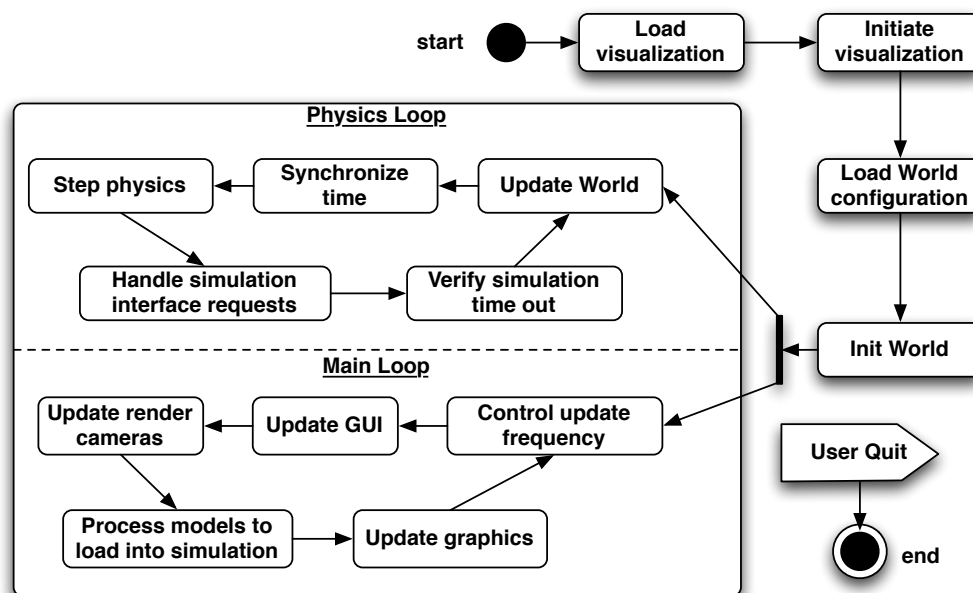 start
Load
visualization
Initiate
visualization
Physics Loop
Step physics
Synchronize
time
Update World
Load World
configuration
Handle simulation
interface requests
Verify simulation
time out
Init World
Main Loop
Update render
cameras
Update GUI
Control update
frequency
User Quit
Process models to
load into simulation
Update graphics
end